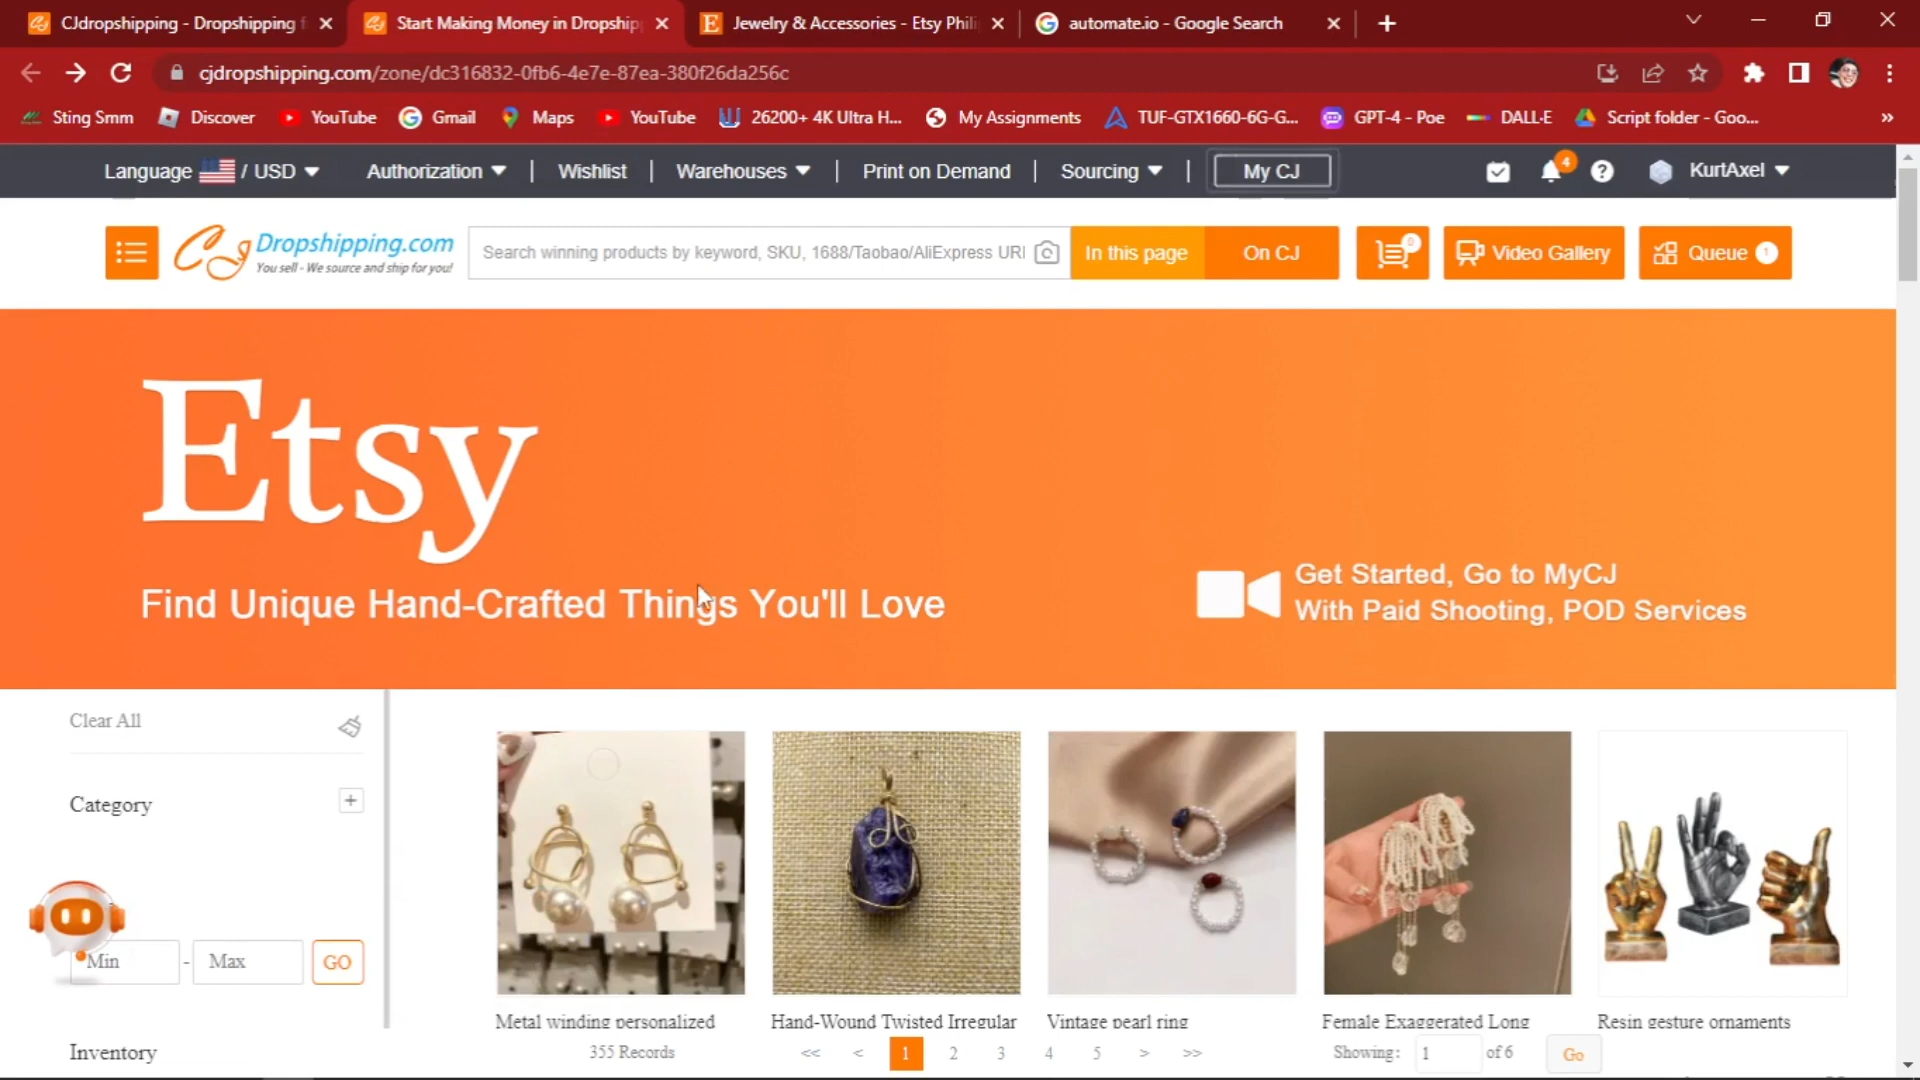 CJdropshipping - Dropshipping f
Start Making Money in Dropship
Jewelry & Accessories - Etsy Phili
automate.io - Google Search
cjdropshipping.com/zone/dc316832-0fb6-4e7e-87ea-380f26da256c
Sting Smm
Discover
YouTube
Gmail
Maps
YouTube
26200+ 4K Ultra H...
My Assignments
TUF-GTX1660-6G-G...
GPT-4 - Poe
DALL·E
Script folder - Goo...
»
Language / USD
Authorization
Wishlist
Warehouses
Print on Demand
Sourcing
My CJ
4
KurtAxel
CJ Dropshipping.com
You sell - We source and ship for you!
Search winning products by keyword, SKU, 1688/Taobao/AliExpress URL
In this page
On CJ
0
Video Gallery
Queue 1
Etsy
Find Unique Hand-Crafted Things You'll Love
Get Started, Go to MyCJ
With Paid Shooting, POD Services
Clear All
Category
+
Min - Max GO
Inventory
Metal winding personalized
Hand-Wound Twisted Irregular
Vintage pearl ring
Female Exaggerated Long
Resin gesture ornaments
355 Records
<< < 1 2 3 4 5 > >>
Showing: 1 of 6 Go